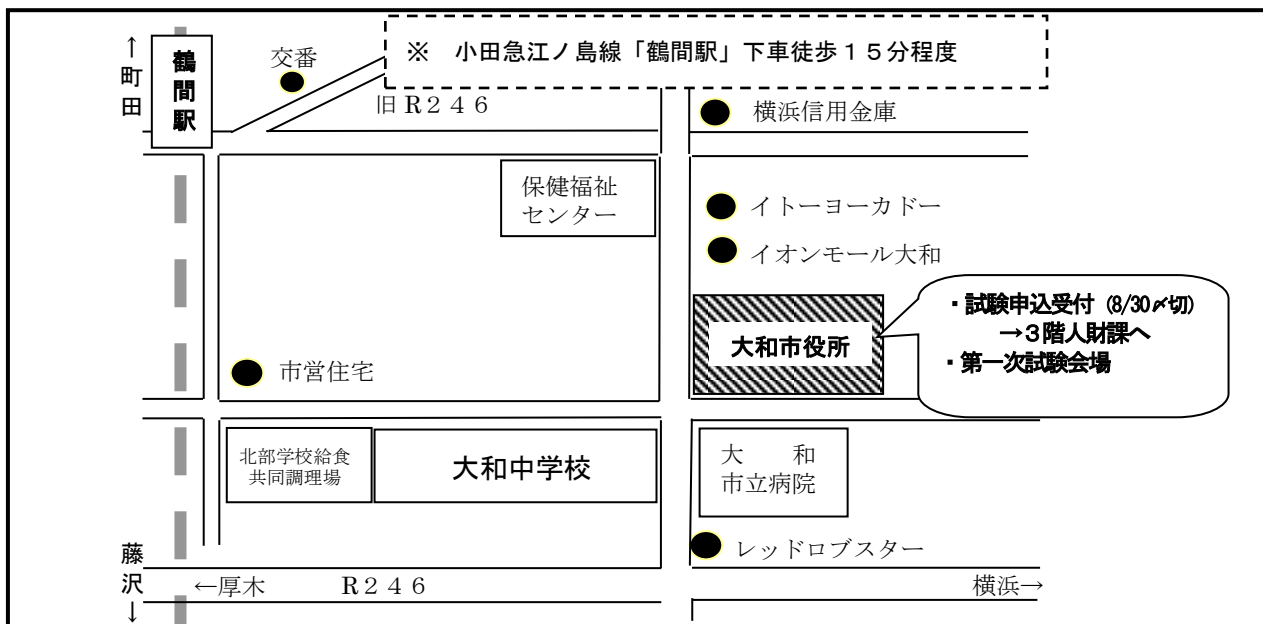 ※　小田急江ノ島線「鶴間駅」下車徒歩１５分程度
↑
町
田
鶴
間
駅
交番
旧 R２４６
横浜信用金庫
保健福祉
センター
イトーヨーカドー
イオンモール大和
大和市役所
・試験申込受付（8/30〆切）
→３階人財課へ
・第一次試験会場
市営住宅
北部学校給食
共同調理場
大和中学校
大　　和
市立病院
レッドロブスター
藤
沢
↓
←厚木
R２４６
横浜→